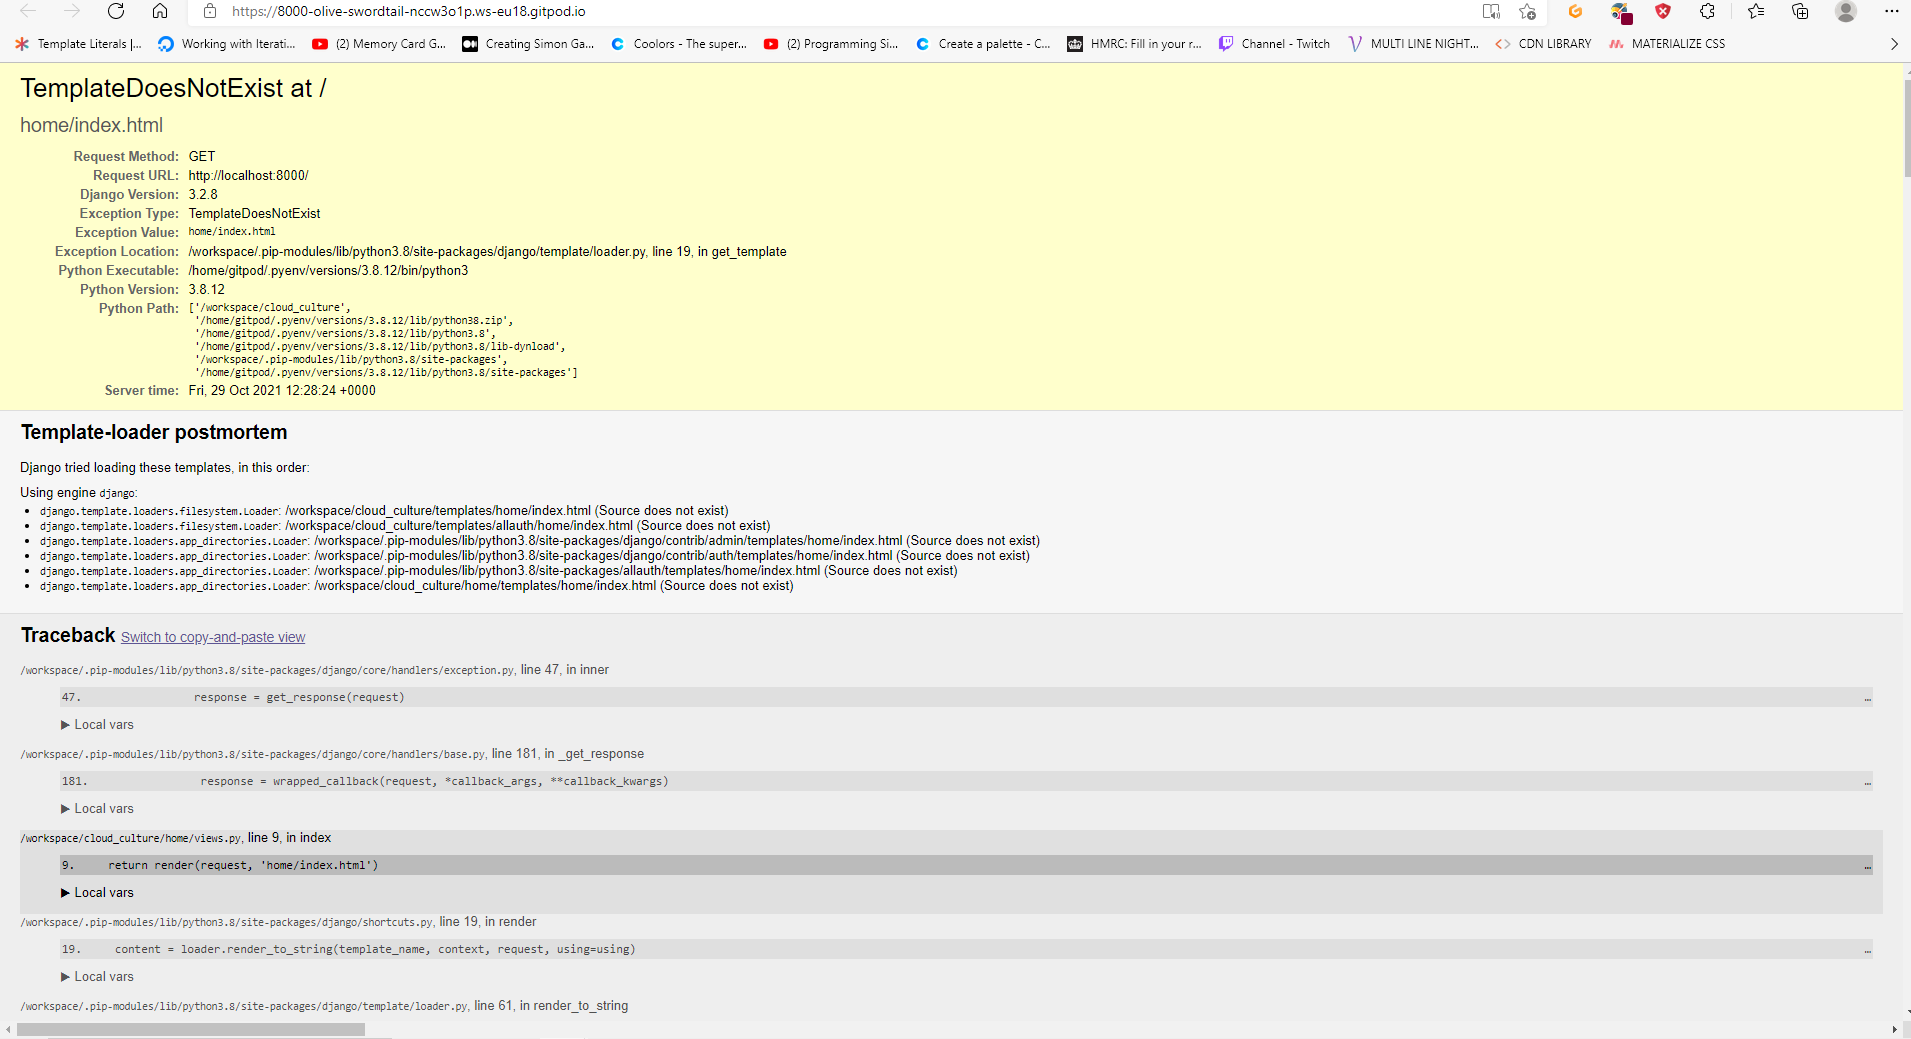 https://8000-olive-swordtail-nccw3o1p.ws-eu18.gitpod.io
Template Literals |... Working with Iterati... (2) Memory Card G... Creating Simon Ga... Coolors - The super... (2) Programming Si... Create a palette - C... HMRC: Fill in your r... Channel - Twitch MULTI LINE NIGHT... CDN LIBRARY MATERIALIZE CSS
TemplateDoesNotExist at /
home/index.html
Request Method: GET
Request URL: http://localhost:8000/
Django Version: 3.2.8
Exception Type: TemplateDoesNotExist
Exception Value: home/index.html
Exception Location: /workspace/.pip-modules/lib/python3.8/site-packages/django/template/loader.py, line 19, in get_template
Python Executable: /home/gitpod/.pyenv/versions/3.8.12/bin/python3
Python Version: 3.8.12
Python Path: ['/workspace/cloud_culture',
'/home/gitpod/.pyenv/versions/3.8.12/lib/python38.zip',
'/home/gitpod/.pyenv/versions/3.8.12/lib/python3.8',
'/home/gitpod/.pyenv/versions/3.8.12/lib/python3.8/lib-dynload',
'/workspace/.pip-modules/lib/python3.8/site-packages',
'/home/gitpod/.pyenv/versions/3.8.12/lib/python3.8/site-packages']
Server time: Fri, 29 Oct 2021 12:28:24 +0000
Template-loader postmortem
Django tried loading these templates, in this order:
Using engine django:
• django.template.loaders.filesystem.Loader: /workspace/cloud_culture/templates/home/index.html (Source does not exist)
• django.template.loaders.filesystem.Loader: /workspace/cloud_culture/templates/allauth/home/index.html (Source does not exist)
• django.template.loaders.app_directories.Loader: /workspace/.pip-modules/lib/python3.8/site-packages/django/contrib/admin/templates/home/index.html (Source does not exist)
• django.template.loaders.app_directories.Loader: /workspace/.pip-modules/lib/python3.8/site-packages/django/contrib/auth/templates/home/index.html (Source does not exist)
• django.template.loaders.app_directories.Loader: /workspace/.pip-modules/lib/python3.8/site-packages/allauth/templates/home/index.html (Source does not exist)
• django.template.loaders.app_directories.Loader: /workspace/cloud_culture/home/templates/home/index.html (Source does not exist)
Traceback Switch to copy-and-paste view
/workspace/.pip-modules/lib/python3.8/site-packages/django/core/handlers/exception.py, line 47, in inner
47. response = get_response(request) …
▶ Local vars
/workspace/.pip-modules/lib/python3.8/site-packages/django/core/handlers/base.py, line 181, in _get_response
181. response = wrapped_callback(request, *callback_args, **callback_kwargs) …
▶ Local vars
/workspace/cloud_culture/home/views.py, line 9, in index
9. return render(request, 'home/index.html') …
▶ Local vars
/workspace/.pip-modules/lib/python3.8/site-packages/django/shortcuts.py, line 19, in render
19. content = loader.render_to_string(template_name, context, request, using=using) …
▶ Local vars
/workspace/.pip-modules/lib/python3.8/site-packages/django/template/loader.py, line 61, in render_to_string